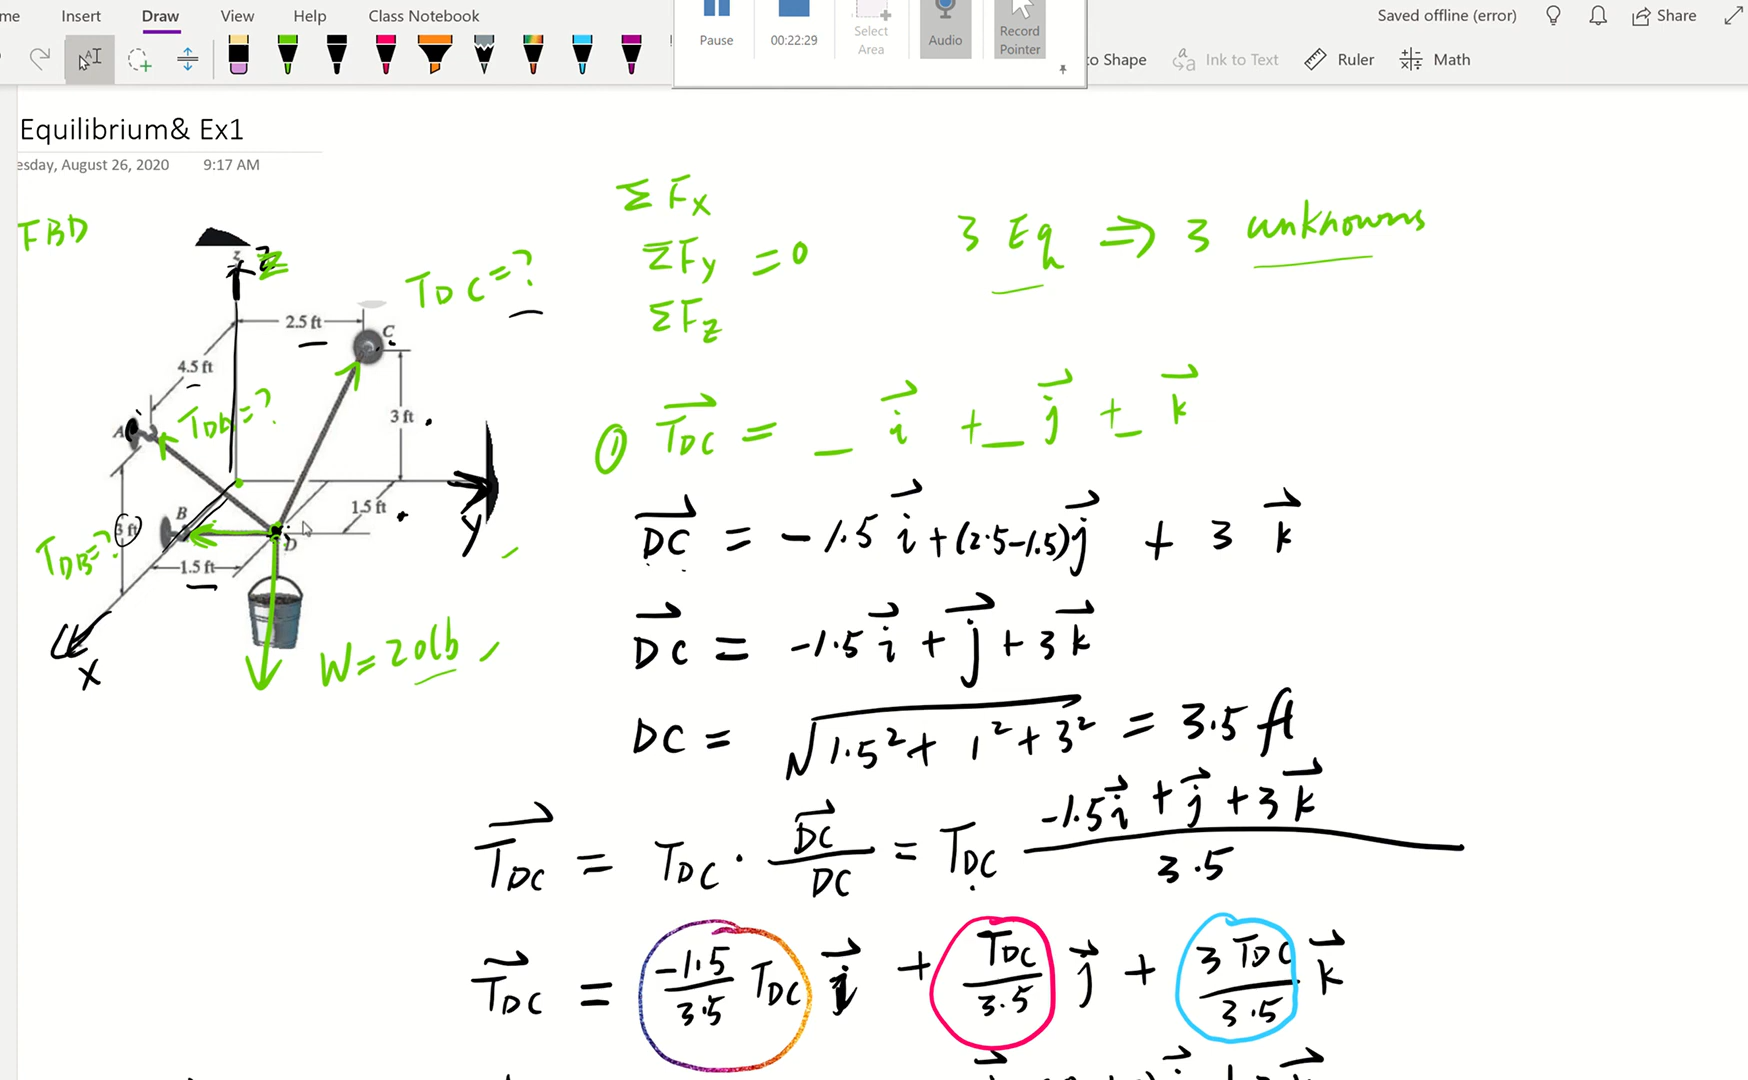 me Insert Draw View Help Class Notebook
Pause 00:22:29 Select Area Audio Record Pointer
Saved offline (error) Share
to Shape Ink to Text Ruler Math
Equilibrium& Ex1
esday, August 26, 2020 9:17 AM
FBD
ΣFx
ΣFy = 0
ΣFz
3 Eq ⇒ 3 unknowns
z
TDC = ?
2.5 ft
C
4.5 ft
A
3 ft
B
1.5 ft
D
3 ft
1.5 ft
y
x
TDB = ?
W = 20 lb
① TDC = _ i + _ j + _ k
DC = -1.5 i + (2.5-1.5) j + 3 k
DC = -1.5 i + j + 3 k
DC = √1.5² + 1² + 3² = 3.5 ft
TDC = TDC · DC/DC = TDC (-1.5 i + j + 3 k)/3.5
TDC = -1.5/3.5 TDC i + TDC/3.5 j + 3 TDC/3.5 k